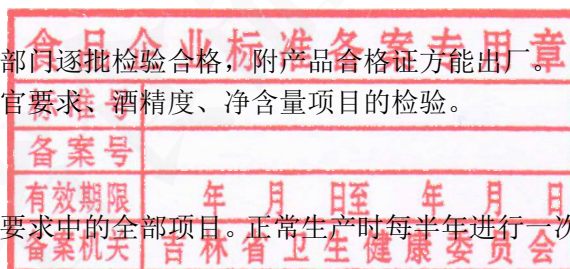 食品企业标准备案专用章
部门逐批检验合格，附产品合格证方能出厂。
标准号
官要求、酒精度、净含量项目的检验。
备案号
有效期限 年 月 日至 年 月 日
要求中的全部项目。正常生产时每半年进行一次
备案机关 吉林省卫生健康委员会